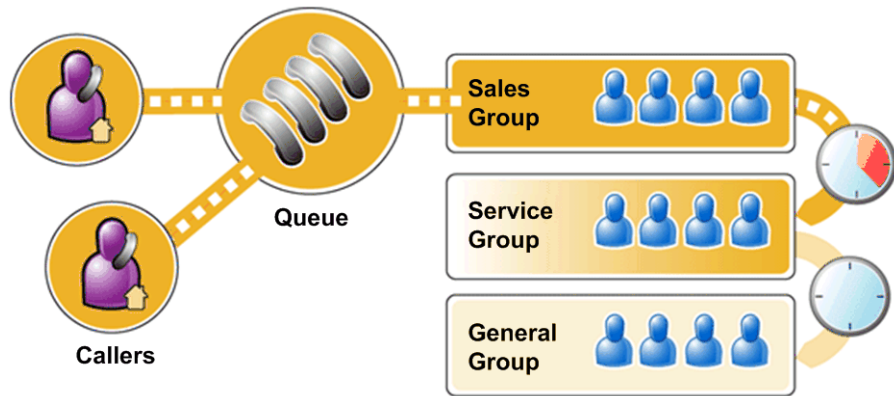 Sales
Group
Queue
Service
Group
Callers
General
Group